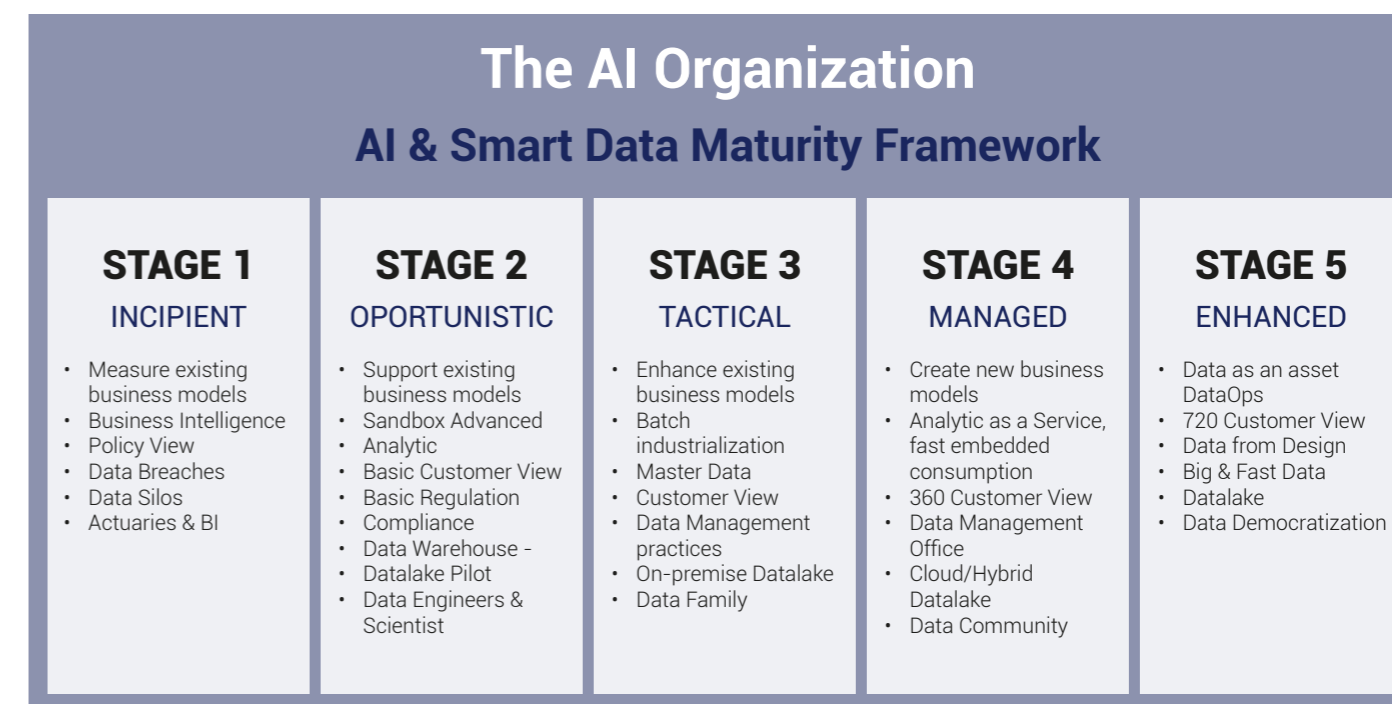 The AI Organization
AI & Smart Data Maturity Framework
STAGE 1
INCIPIENT
• Measure existing
business models
• Business Intelligence
• Policy View
• Data Breaches
• Data Silos
• Actuaries & BI
STAGE 2
OPORTUNISTIC
• Support existing
business models
• Sandbox Advanced
• Analytic
• Basic Customer View
• Basic Regulation
• Compliance
• Data Warehouse -
• Datalake Pilot
• Data Engineers &
Scientist
STAGE 3
TACTICAL
• Enhance existing
business models
• Batch
industrialization
• Master Data
• Customer View
• Data Management
practices
• On-premise Datalake
• Data Family
STAGE 4
MANAGED
• Create new business
models
• Analytic as a Service,
fast embedded
consumption
• 360 Customer View
• Data Management
Office
• Cloud/Hybrid
Datalake
• Data Community
STAGE 5
ENHANCED
• Data as an asset
DataOps
• 720 Customer View
• Data from Design
• Big & Fast Data
• Datalake
• Data Democratization